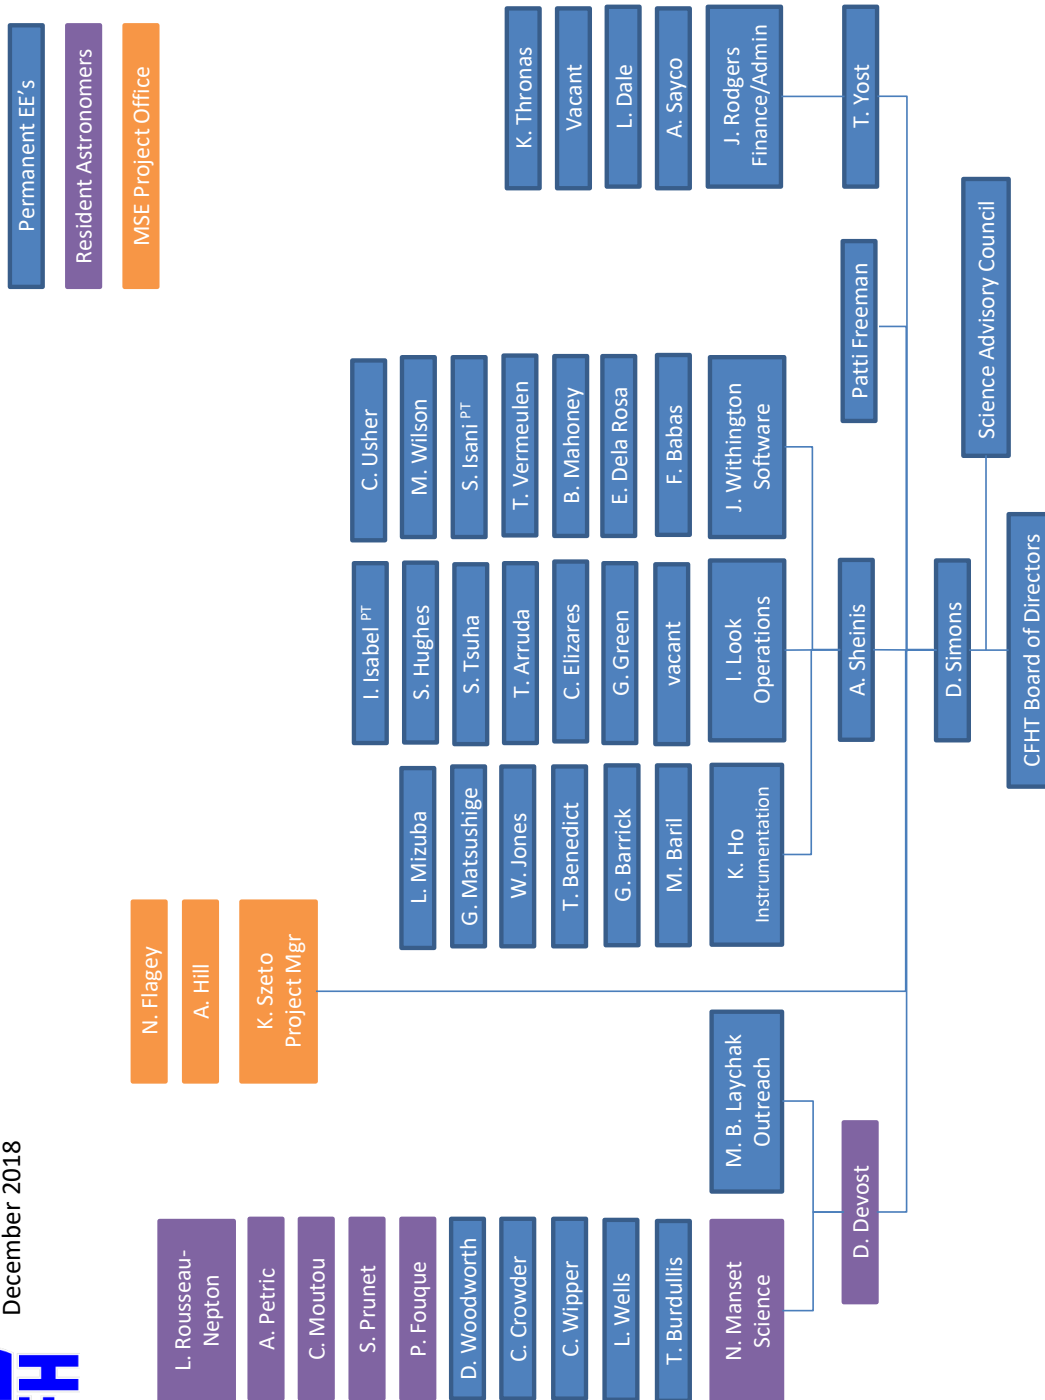 December 2018
Permanent EE's
Resident Astronomers
MSE Project Office
L. Rousseau-
Nepton
A. Petric
C. Moutou
S. Prunet
P. Fouque
D. Woodworth
C. Crowder
C. Wipper
L. Wells
T. Burdullis
N. Manset
Science
M. B. Laychak
Outreach
D. Devost
N. Flagey
A. Hill
K. Szeto
Project Mgr
L. Mizuba
G. Matsushige
W. Jones
T. Benedict
G. Barrick
M. Baril
K. Ho
Instrumentation
I. Isabel PT
S. Hughes
S. Tsuha
T. Arruda
C. Elizares
G. Green
vacant
I. Look
Operations
C. Usher
M. Wilson
S. Isani PT
T. Vermeulen
B. Mahoney
E. Dela Rosa
F. Babas
J. Withington
Software
A. Sheinis
Patti Freeman
K. Thronas
Vacant
L. Dale
A. Sayco
J. Rodgers
Finance/Admin
T. Yost
D. Simons
Science Advisory Council
CFHT Board of Directors